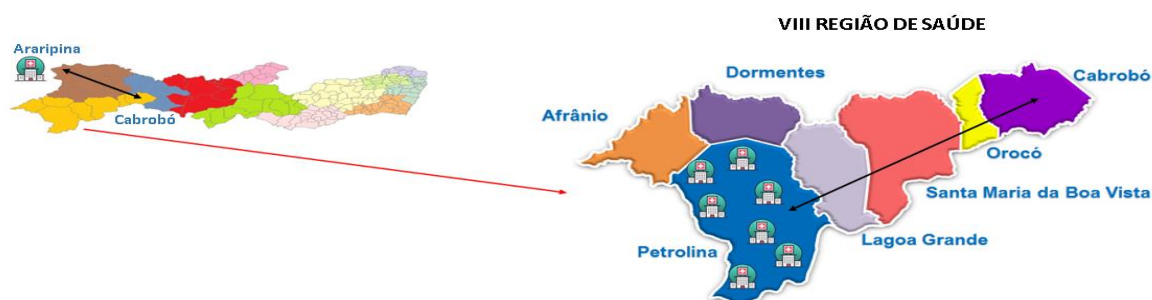 VIII REGIÃO DE SAÚDE
Araripina
Cabrobó
Dormentes
Cabrobó
Afrânio
Orocó
Santa Maria da Boa Vista
Lagoa Grande
Petrolina